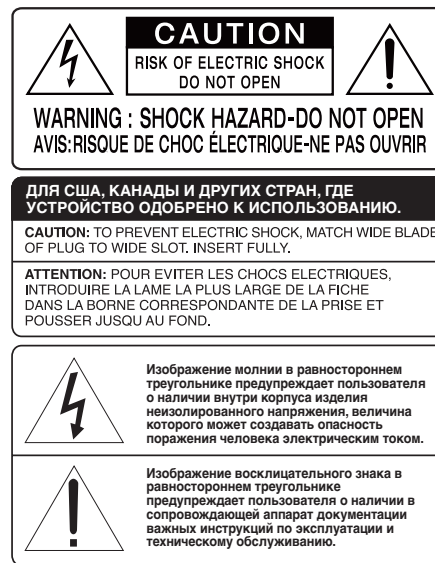 CAUTION
RISK OF ELECTRIC SHOCK
DO NOT OPEN
WARNING : SHOCK HAZARD-DO NOT OPEN
AVIS:RISQUE DE CHOC ÉLECTRIQUE-NE PAS OUVRIR
ДЛЯ США, КАНАДЫ И ДРУГИХ СТРАН, ГДЕ
УСТРОЙСТВО ОДОБРЕНО К ИСПОЛЬЗОВАНИЮ.
CAUTION: TO PREVENT ELECTRIC SHOCK, MATCH WIDE BLADE
OF PLUG TO WIDE SLOT. INSERT FULLY.
ATTENTION: POUR EVITER LES CHOCS ELECTRIQUES,
INTRODUIRE LA LAME LA PLUS LARGE DE LA FICHE
DANS LA BORNE CORRESPONDANTE DE LA PRISE ET
POUSSER JUSQU AU FOND.
Изображение молнии в равностороннем
треугольнике предупреждает пользователя
о наличии внутри корпуса изделия
неизолированного напряжения, величина
которого может создавать опасность
поражения человека электрическим током.
Изображение восклицательного знака в
равностороннем треугольнике
предупреждает пользователя о наличии в
сопровождающей аппарат документации
важных инструкций по эксплуатации и
техническому обслуживанию.